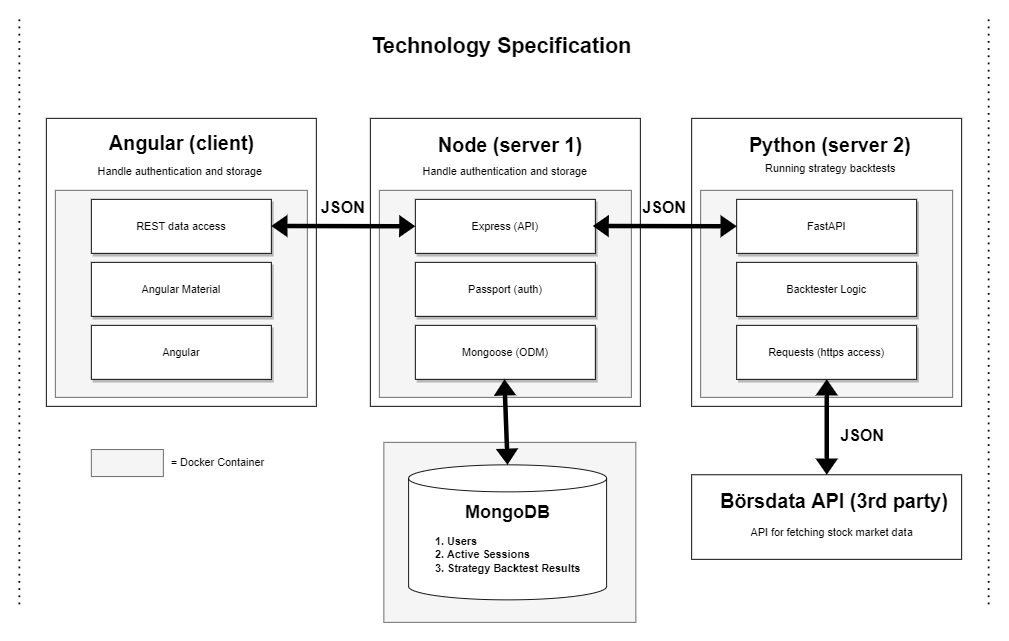 Technology Specification
Angular (client)
Handle authentication and storage
REST data access
Angular Material
Angular
JSON
Node (server 1)
Handle authentication and storage
Express (API)
Passport (auth)
Mongoose (ODM)
JSON
Python (server 2)
Running strategy backtests
FastAPI
Backtester Logic
Requests (https access)
JSON
= Docker Container
MongoDB
1. Users
2. Active Sessions
3. Strategy Backtest Results
Börsdata API (3rd party)
API for fetching stock market data